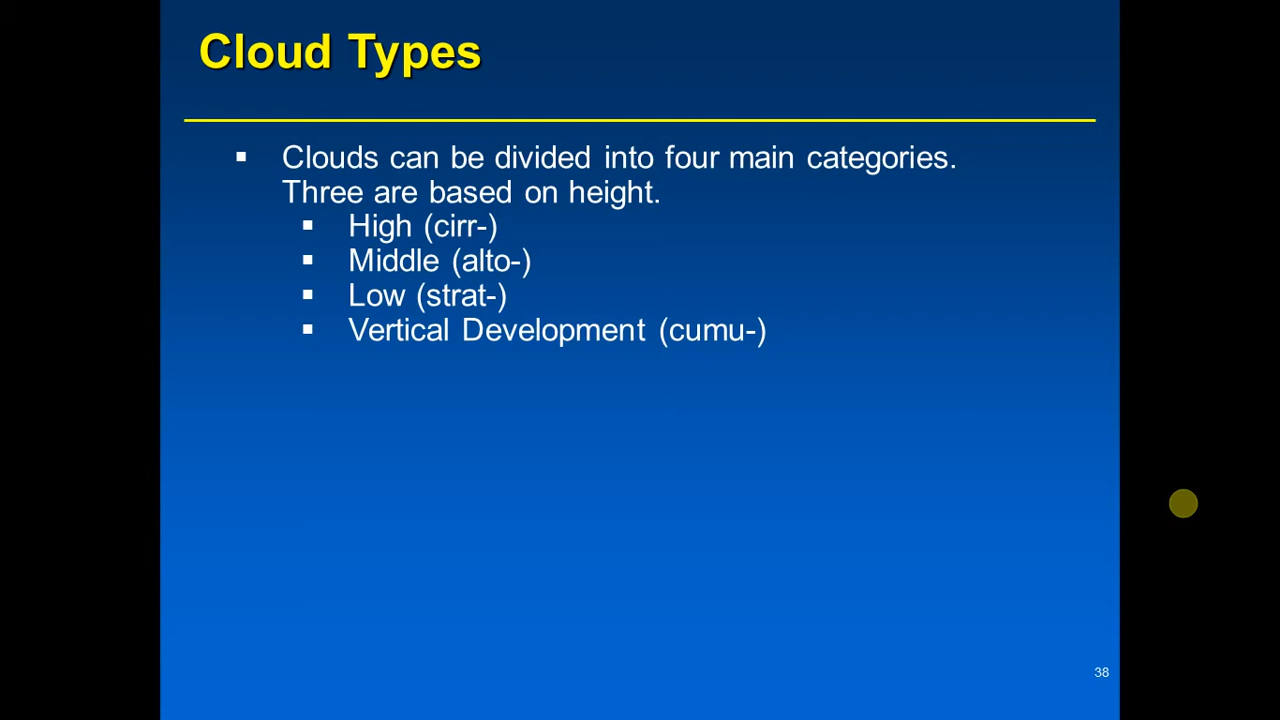 Cloud Types
▪ Clouds can be divided into four main categories.
Three are based on height.
▪ High (cirr-)
▪ Middle (alto-)
▪ Low (strat-)
▪ Vertical Development (cumu-)
38